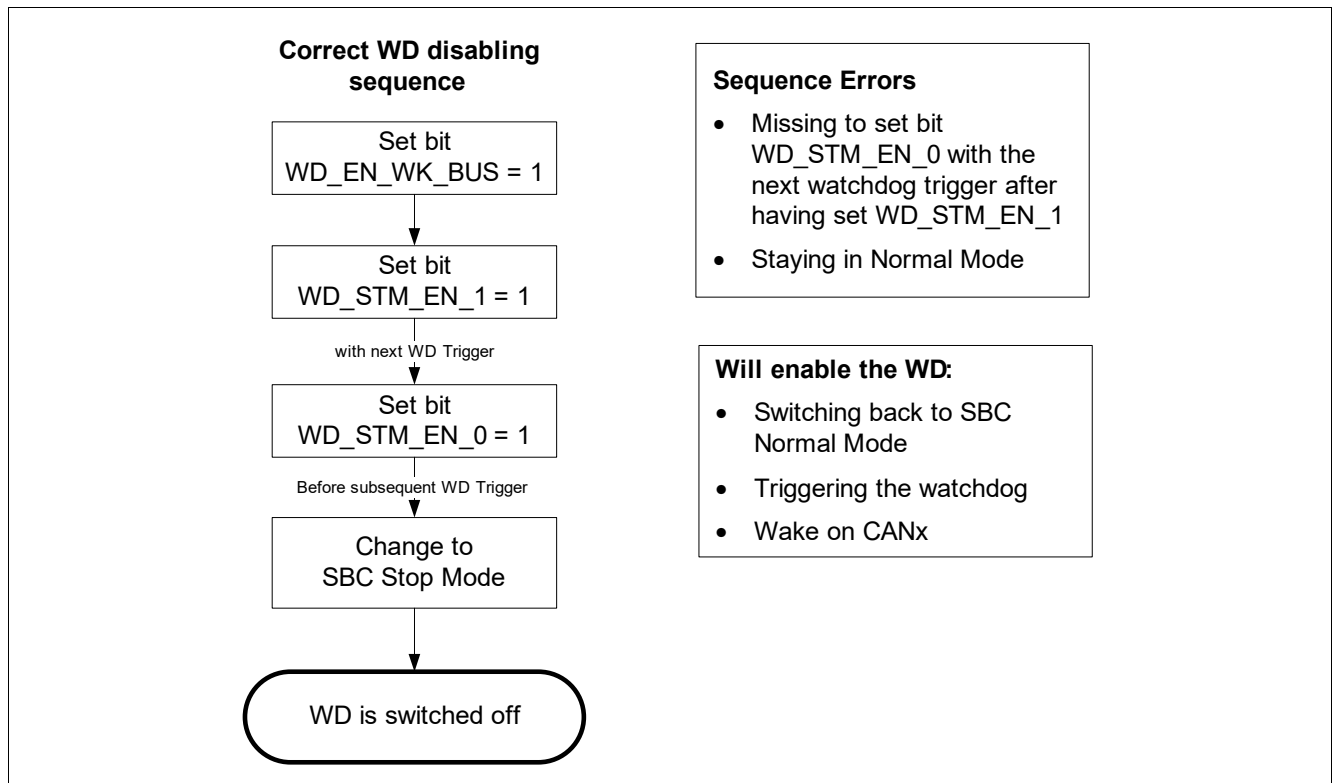 Correct WD disabling
sequence
Set bit
WD_EN_WK_BUS = 1
Set bit
WD_STM_EN_1 = 1
with next WD Trigger
Set bit
WD_STM_EN_0 = 1
Before subsequent WD Trigger
Change to
SBC Stop Mode
WD is switched off
Sequence Errors
• Missing to set bit
WD_STM_EN_0 with the
next watchdog trigger after
having set WD_STM_EN_1
• Staying in Normal Mode
Will enable the WD:
• Switching back to SBC
Normal Mode
• Triggering the watchdog
• Wake on CANx